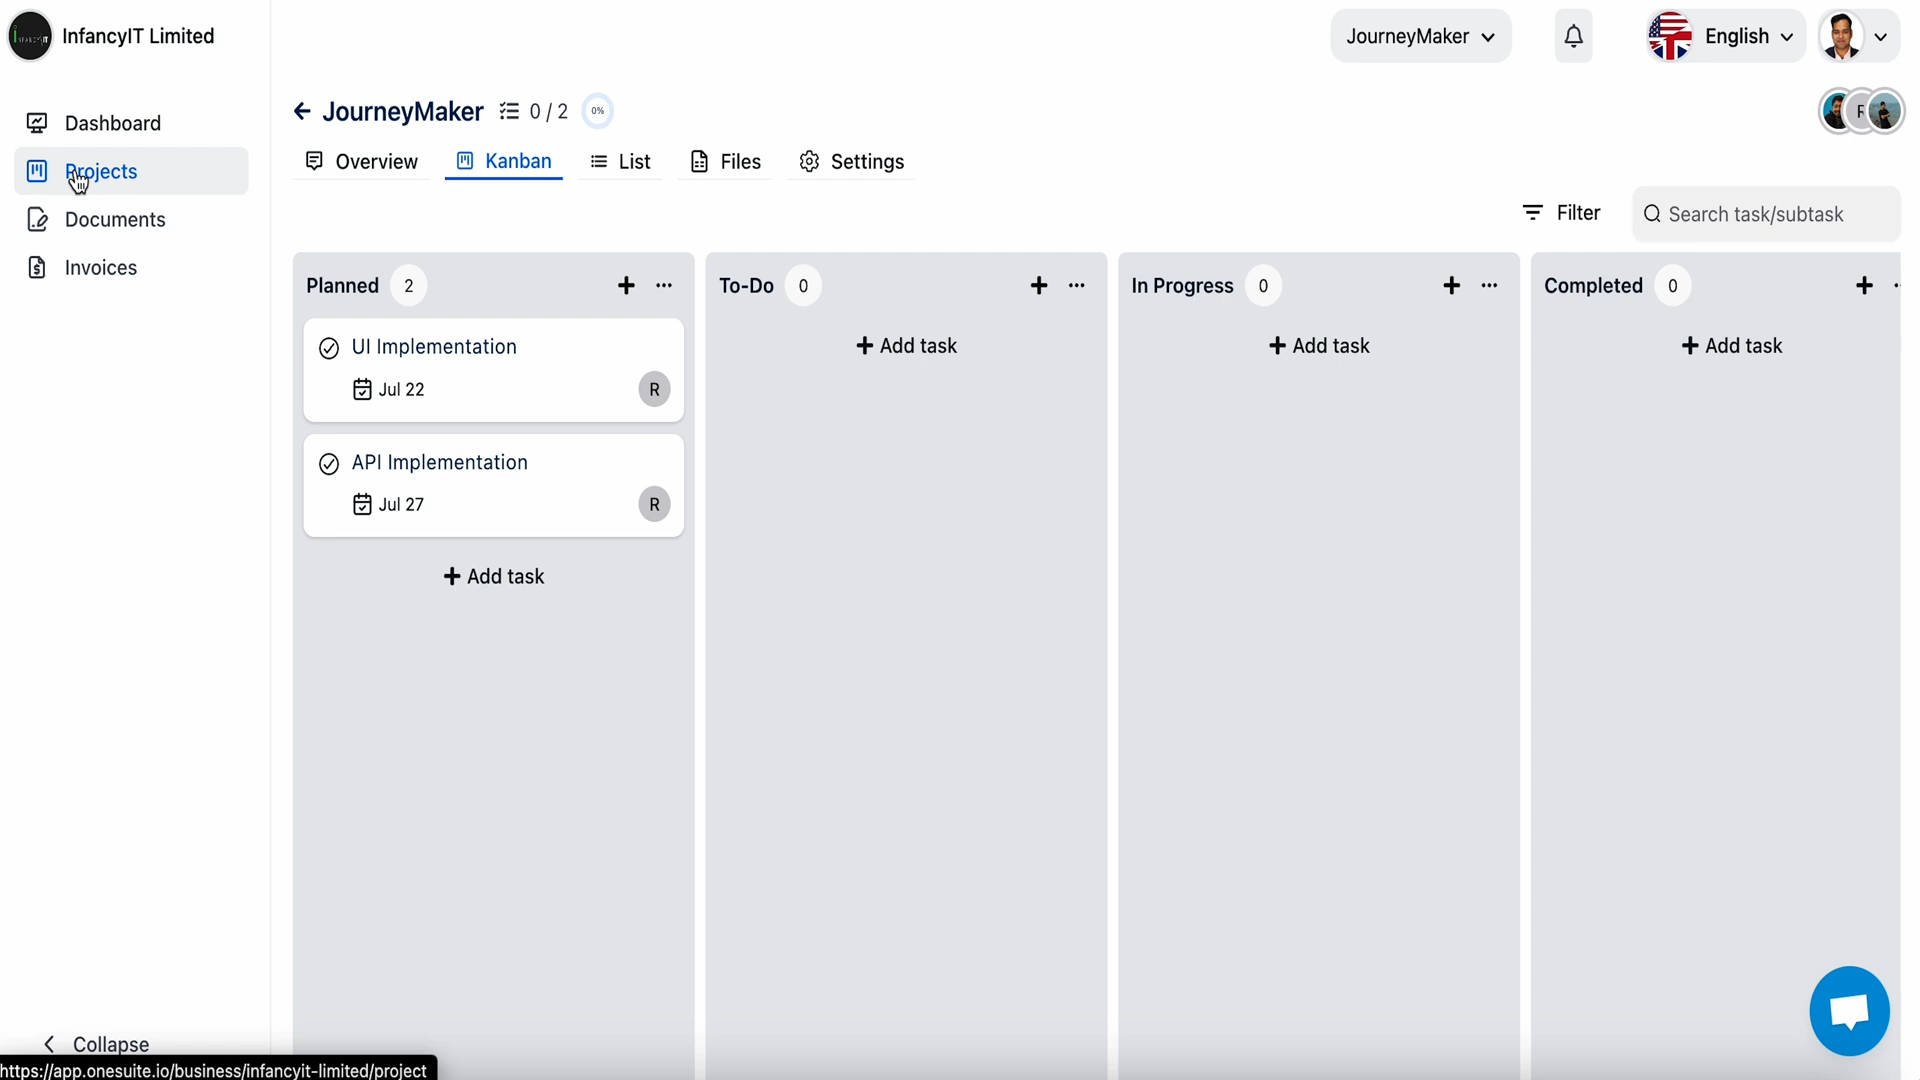 InfancyIT Limited
JourneyMaker
English
Dashboard
Projects
Documents
Invoices
JourneyMaker 0 / 2 0%
R
Overview Kanban List Files Settings
Filter Search task/subtask
Planned 2
UI Implementation
Jul 22 R
API Implementation
Jul 27 R
Add task
To-Do 0
Add task
In Progress 0
Add task
Completed 0
Add task
Collapse
https://app.onesuite.io/business/infancyit-limited/project